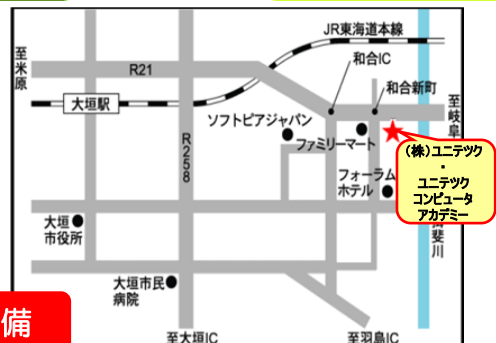 JR東海道本線
至米原
和合IC
R21
和合新町
大垣駅
至岐阜
ソフトピアジャパン
R258
ファミリーマート
(株)ユニテツク
・
ユニテツク
コンピュータ
アカデミー
フォーラム
ホテル
大垣
市役所
揖斐川
大垣市民
病院
備
至大垣IC
至羽島IC